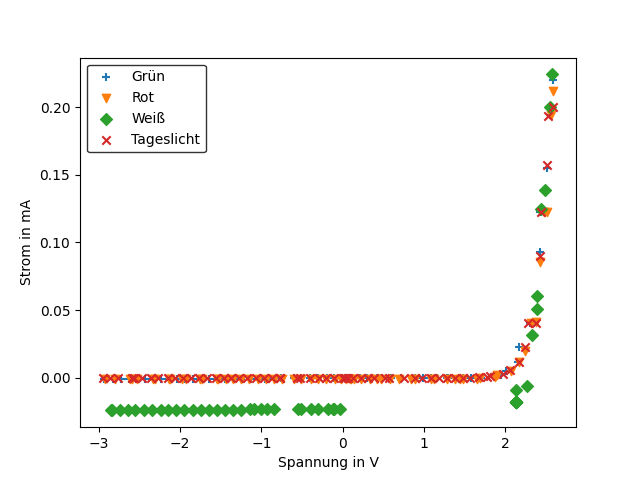 Grün
Rot
Weiß
Tageslicht
0.20
0.15
0.10
0.05
0.00
Strom in mA
−3 −2 −1 0 1 2
Spannung in V